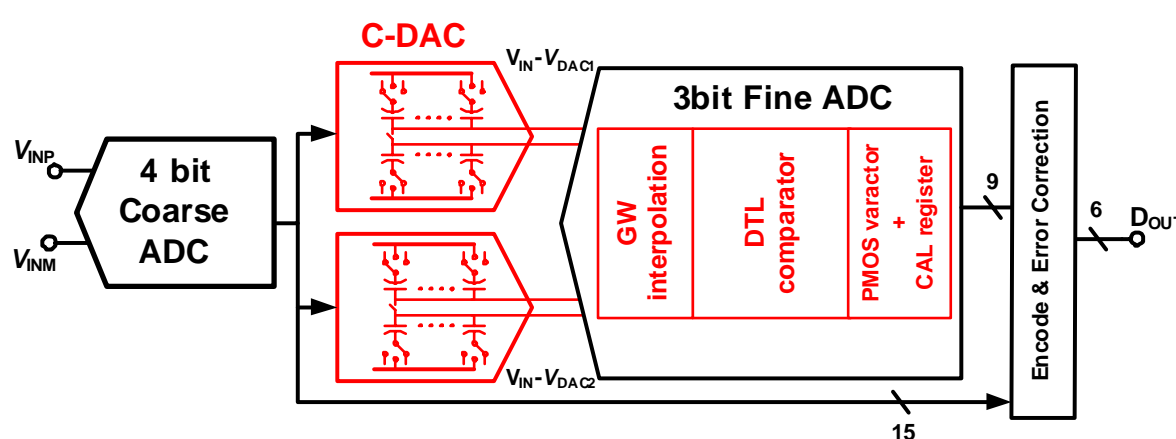 C-DAC
VIN-VDAC1
3bit Fine ADC
VINP
VINM
4 bit
Coarse
ADC
GW
interpolation
DTL
comparator
PMOS varactor
+
CAL register
9
6
DOUT
Encode & Error Correction
VIN-VDAC2
15